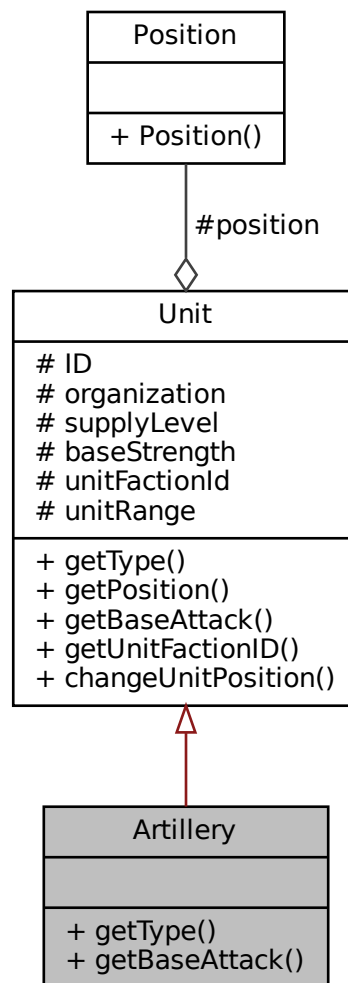 Position
+ Position()
#position
Unit
# ID
# organization
# supplyLevel
# baseStrength
# unitFactionId
# unitRange
+ getType()
+ getPosition()
+ getBaseAttack()
+ getUnitFactionID()
+ changeUnitPosition()
Artillery
+ getType()
+ getBaseAttack()